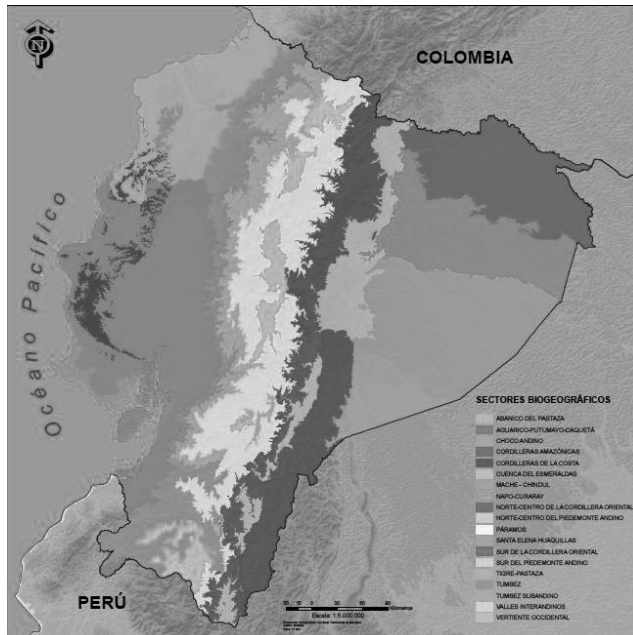 N
COLOMBIA
Océano Pacífico
SECTORES BIOGEOGRÁFICOS
ABANICO DEL PASTAZA
AGUARICO-PUTUMAYO-CAQUETÁ
CHOCO ANDINO
CORDILLERAS AMAZÓNICAS
CORDILLERAS DE LA COSTA
CUENCA DEL ESMERALDAS
MACHE - CHINDUL
NAPO-CURARAY
NORTE-CENTRO DE LA CORDILLERA ORIENTAL
NORTE-CENTRO DEL PIEDEMONTE ANDINO
PÁRAMOS
SANTA ELENA HUAQUILLAS
SUR DE LA CORDILLERA ORIENTAL
SUR DEL PIEDEMONTE ANDINO
TIGRE-PASTAZA
TUMBEZ
TUMBEZ SUBANDINO
VALLES INTERANDINOS
VERTIENTE OCCIDENTAL
PERÚ
Kilómetros
Escala: 1:5.000.000